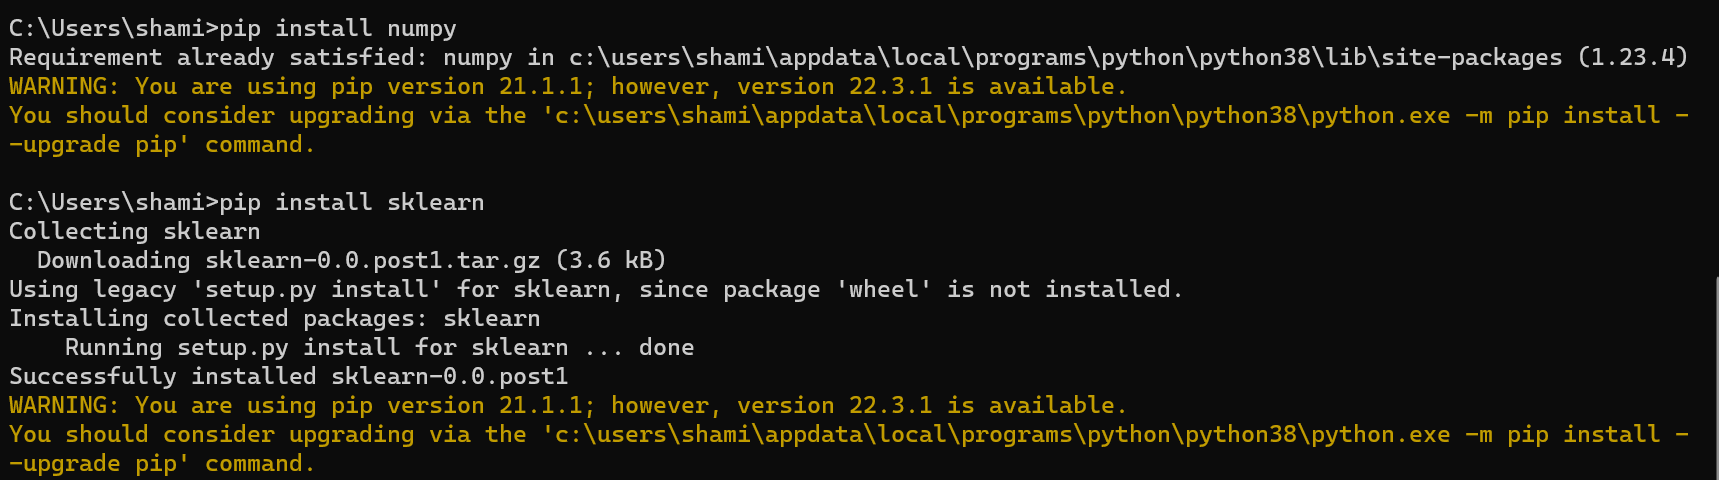 C:\Users\shami>pip install numpy
Requirement already satisfied: numpy in c:\users\shami\appdata\local\programs\python\python38\lib\site-packages (1.23.4)
WARNING: You are using pip version 21.1.1; however, version 22.3.1 is available.
You should consider upgrading via the 'c:\users\shami\appdata\local\programs\python\python38\python.exe -m pip install -
-upgrade pip' command.
C:\Users\shami>pip install sklearn
Collecting sklearn
  Downloading sklearn-0.0.post1.tar.gz (3.6 kB)
Using legacy 'setup.py install' for sklearn, since package 'wheel' is not installed.
Installing collected packages: sklearn
    Running setup.py install for sklearn ... done
Successfully installed sklearn-0.0.post1
WARNING: You are using pip version 21.1.1; however, version 22.3.1 is available.
You should consider upgrading via the 'c:\users\shami\appdata\local\programs\python\python38\python.exe -m pip install -
-upgrade pip' command.